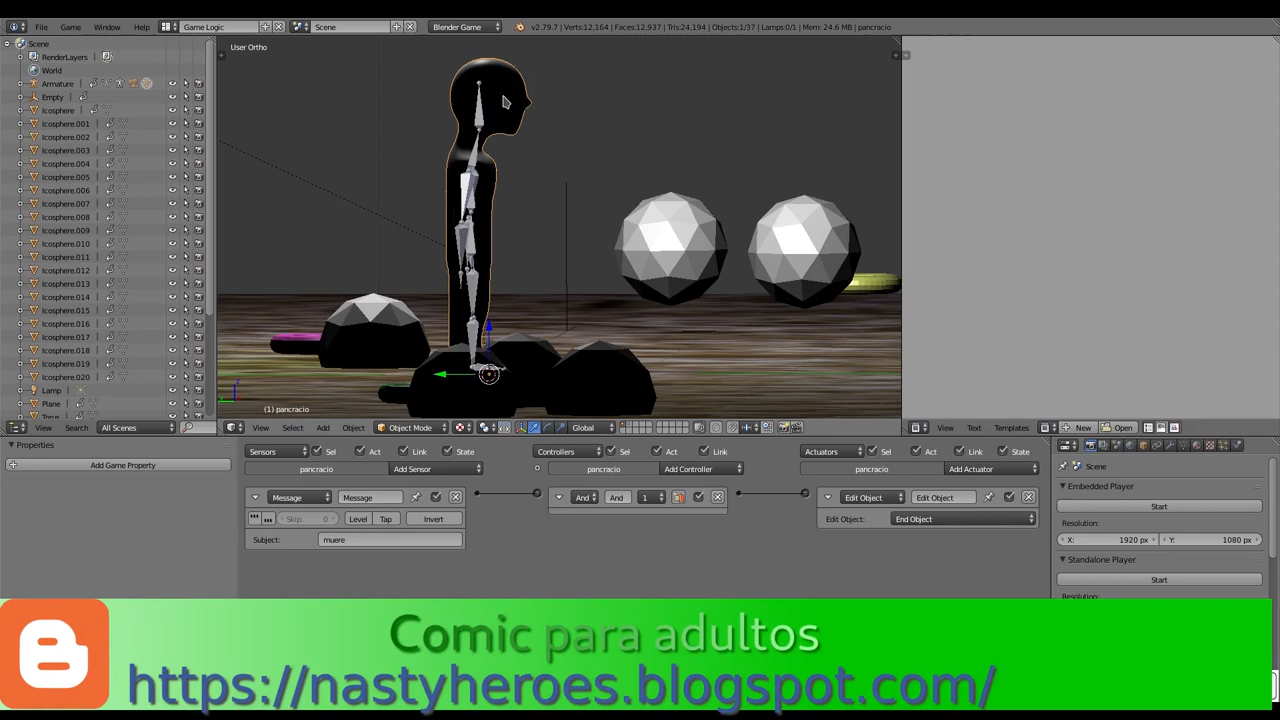 File Game Window Help Game Logic Scene Blender Game v2.79.7 | Verts:12,164 | Faces:12,937 | Tris:24,194 | Objects:1/37 | Lamps:0/1 | Mem: 24.6 MB | pancracio
Scene
RenderLayers
World
Armature
Empty
Icosphere
Icosphere.001
Icosphere.002
Icosphere.003
Icosphere.004
Icosphere.005
Icosphere.006
Icosphere.007
Icosphere.008
Icosphere.009
Icosphere.010
Icosphere.011
Icosphere.012
Icosphere.013
Icosphere.014
Icosphere.015
Icosphere.016
Icosphere.017
Icosphere.018
Icosphere.019
Icosphere.020
Lamp
Plane
User Ortho
(1) pancracio
View Search All Scenes
View Select Add Object Object Mode Global
View Text Templates New Open
Properties
Add Game Property
Sensors Sel Act Link State
pancracio Add Sensor
Message Message
Skip: 0 Level Tap Invert
Subject: muere
Controllers Sel Act Link
pancracio Add Controller
And And 1
Actuators Sel Act Link State
pancracio Add Actuator
Edit Object Edit Object
Edit Object: End Object
Scene
Embedded Player
Start
Resolution:
X: 1920 px Y: 1080 px
Standalone Player
Start
Comic para adultos
https://nastyheroes.blogspot.com/